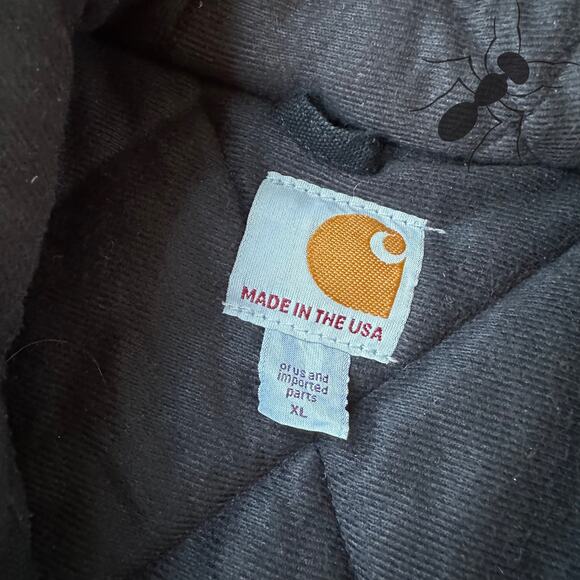 MADE IN THE USA
of us and
imported
parts
XL